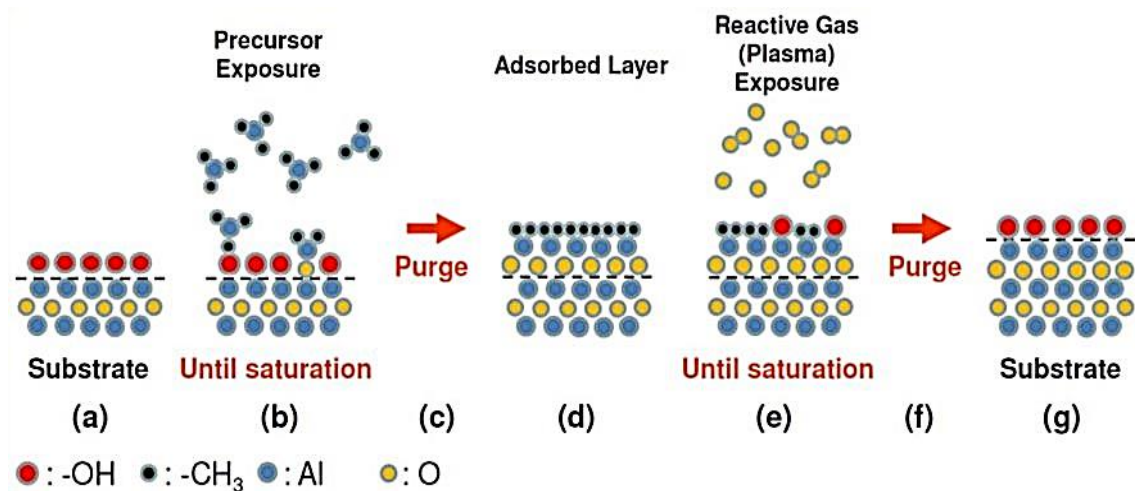 Precursor
Exposure
Adsorbed Layer
Reactive Gas
(Plasma)
Exposure
Purge
Purge
Substrate
Until saturation
Until saturation
Substrate
(a)
(b)
(c)
(d)
(e)
(f)
(g)
: -OH
: -CH₃
: Al
: O